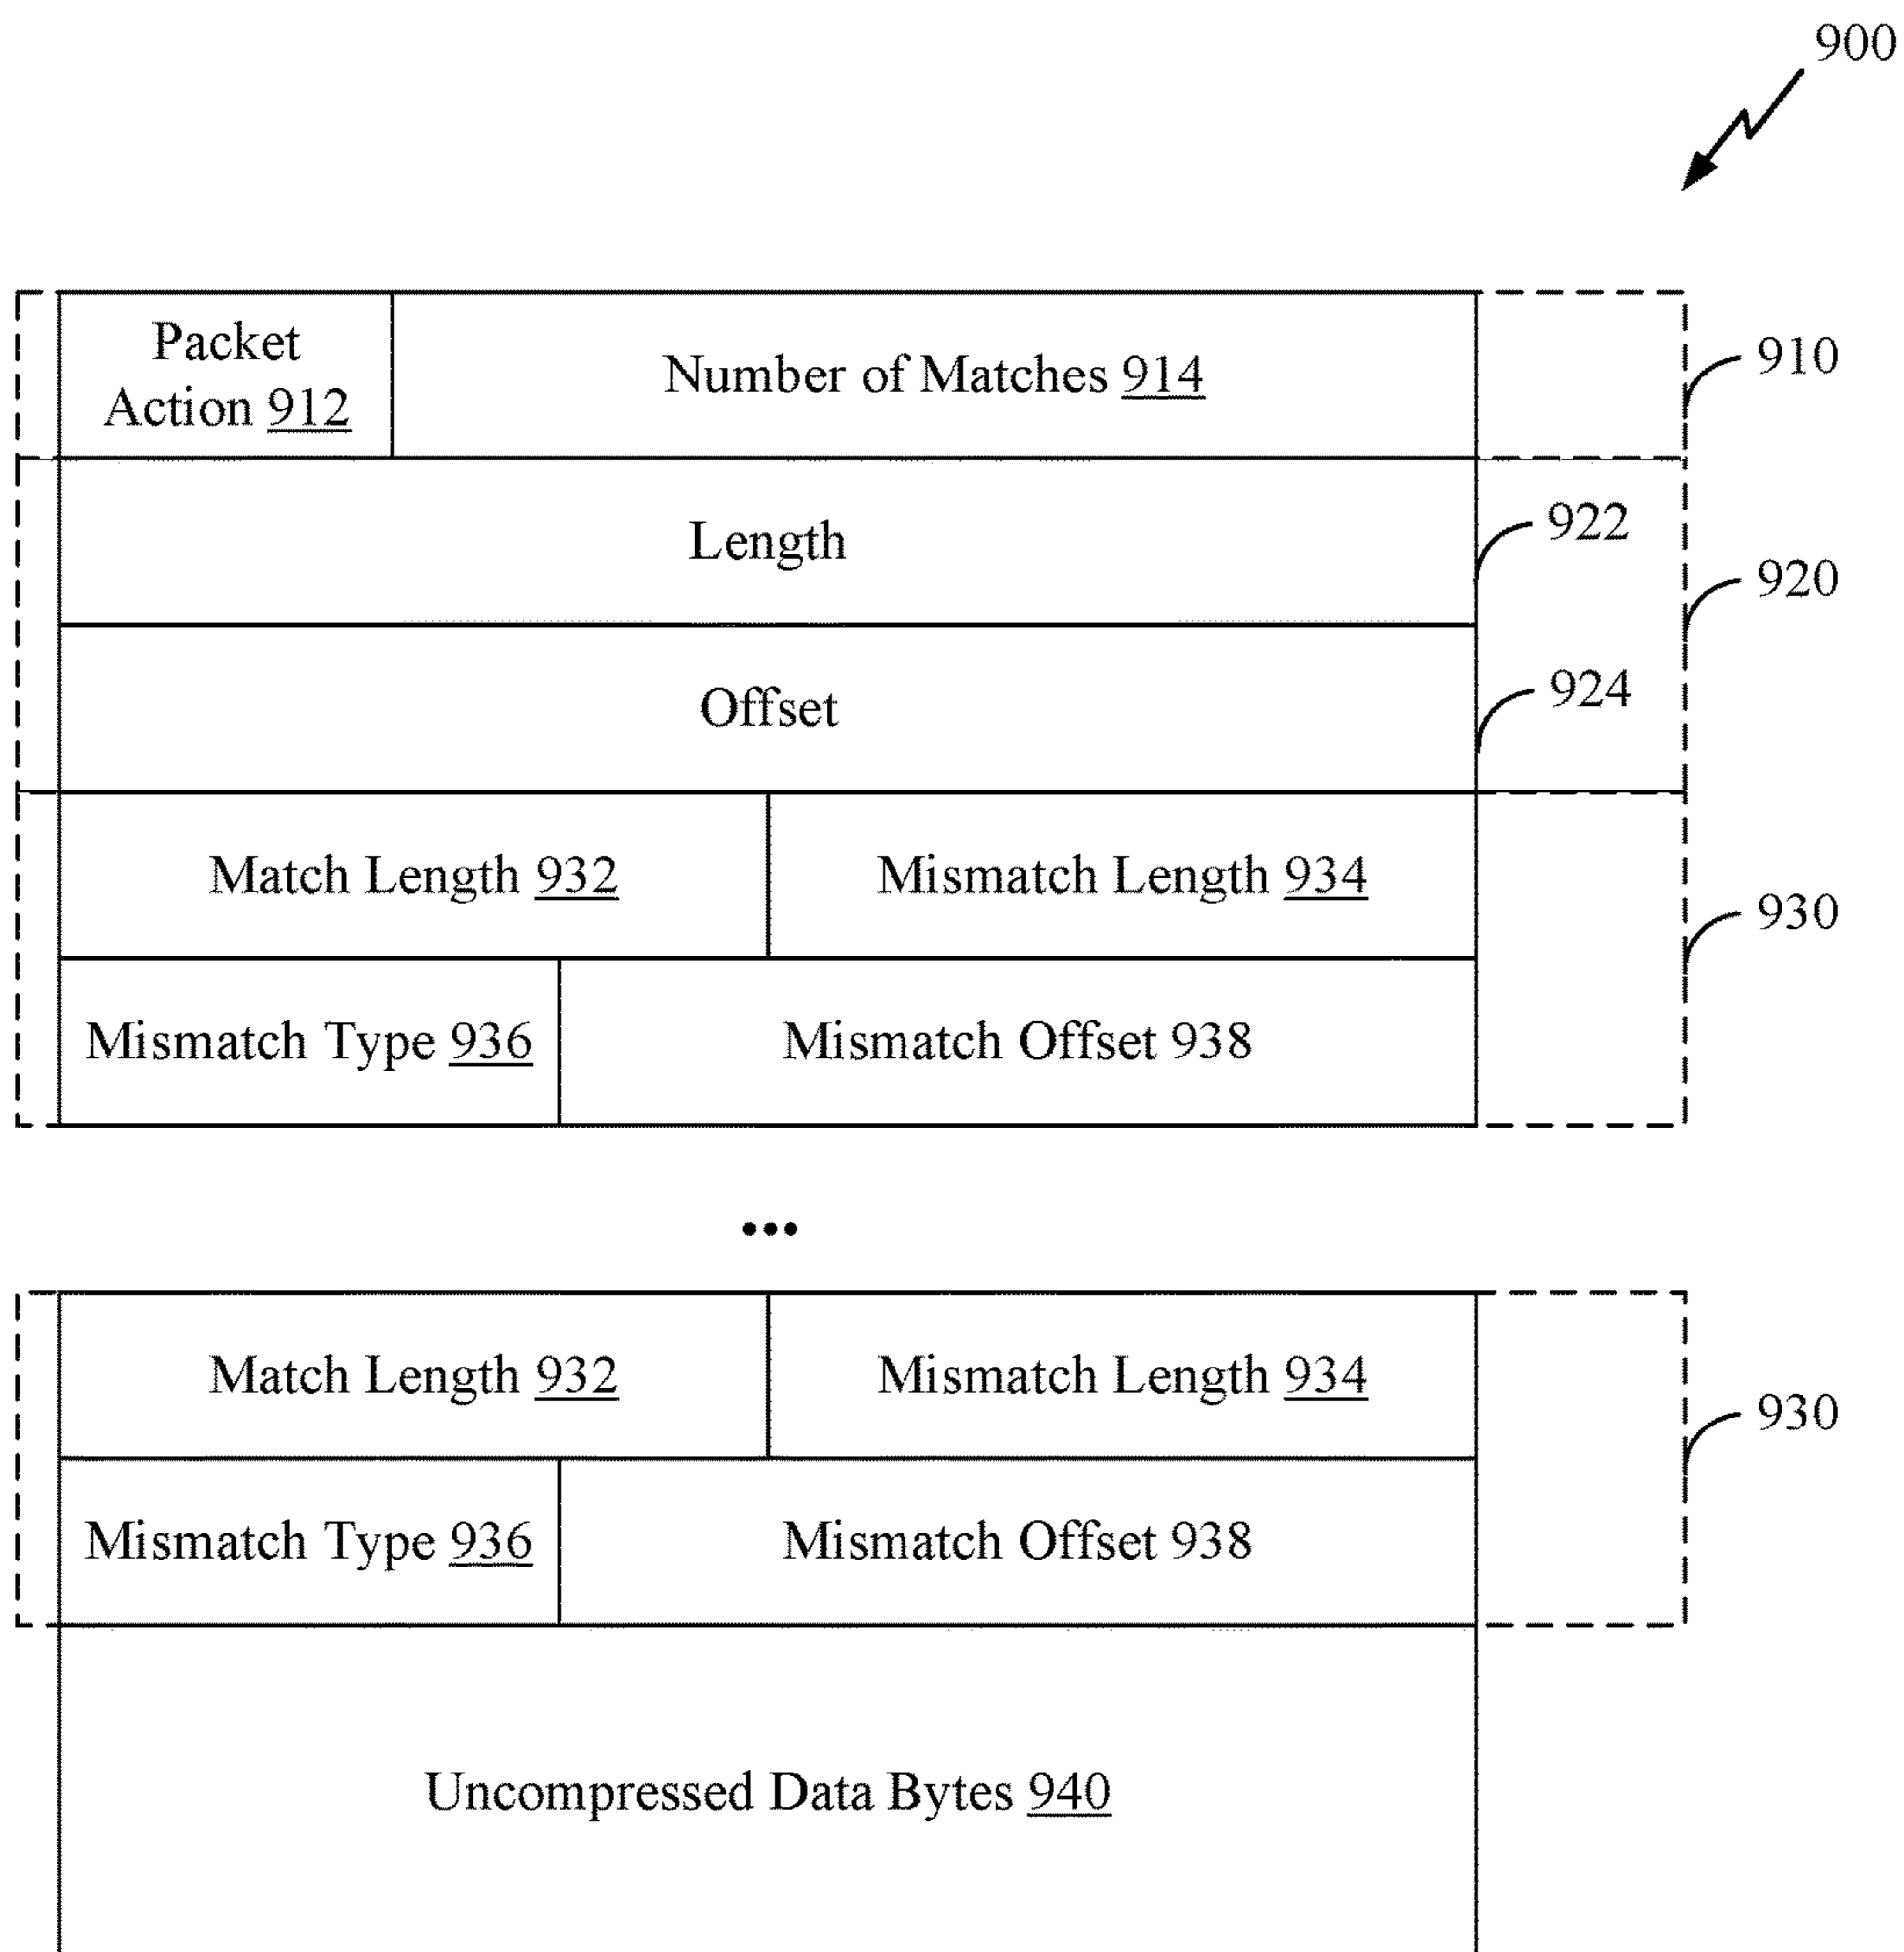 900
Packet
Action 912
Number of Matches 914
910
Length
922
920
Offset
924
Match Length 932
Mismatch Length 934
930
Mismatch Type 936
Mismatch Offset 938
•••
Match Length 932
Mismatch Length 934
930
Mismatch Type 936
Mismatch Offset 938
Uncompressed Data Bytes 940